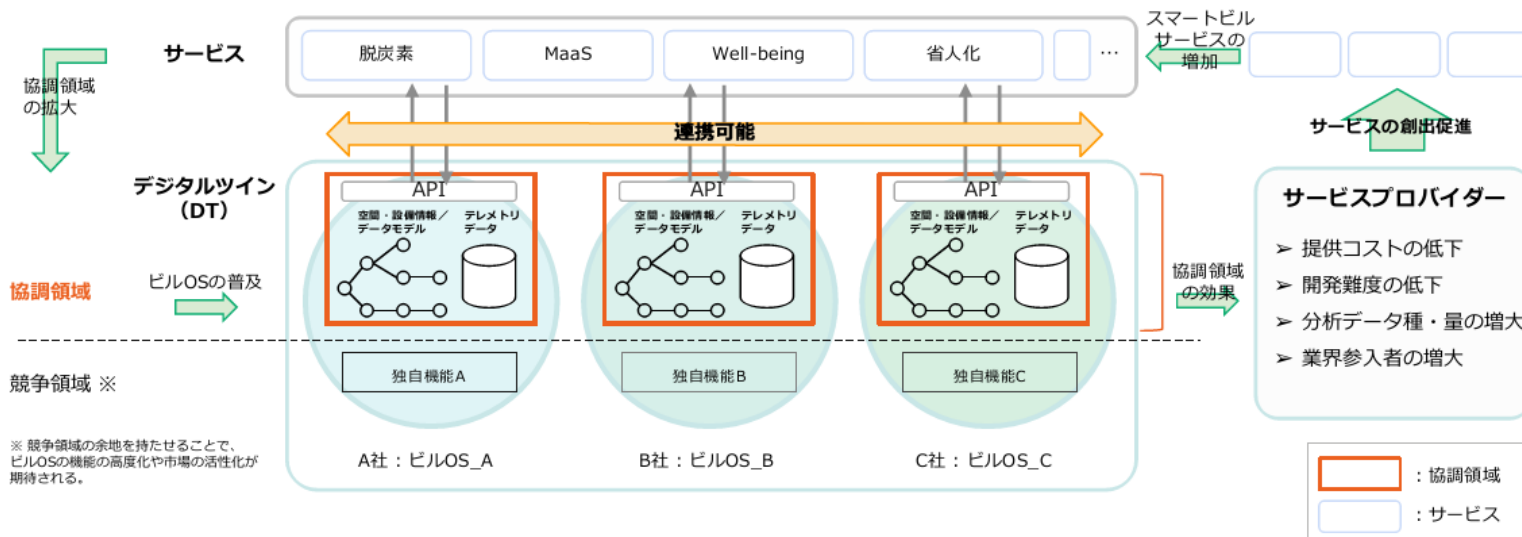 スマートビル
サービスの
増加
サービス
脱炭素
MaaS
Well-being
省人化
…
協調領域
の拡大
連携可能
サービスの創出促進
デジタルツイン
（DT）
API
空間・設備情報／
データモデル
テレメトリ
データ
API
空間・設備情報／
データモデル
テレメトリ
データ
API
空間・設備情報／
データモデル
テレメトリ
データ
協調領域
ビルOSの普及
協調領域
の効果
サービスプロバイダー
➢ 提供コストの低下
➢ 開発難度の低下
➢ 分析データ種・量の増大
➢ 業界参入者の増大
競争領域 ※
独自機能A
独自機能B
独自機能C
※ 競争領域の余地を持たせることで、
ビルOSの機能の高度化や市場の活性化が
期待される。
A社：ビルOS_A
B社：ビルOS_B
C社：ビルOS_C
：協調領域
：サービス